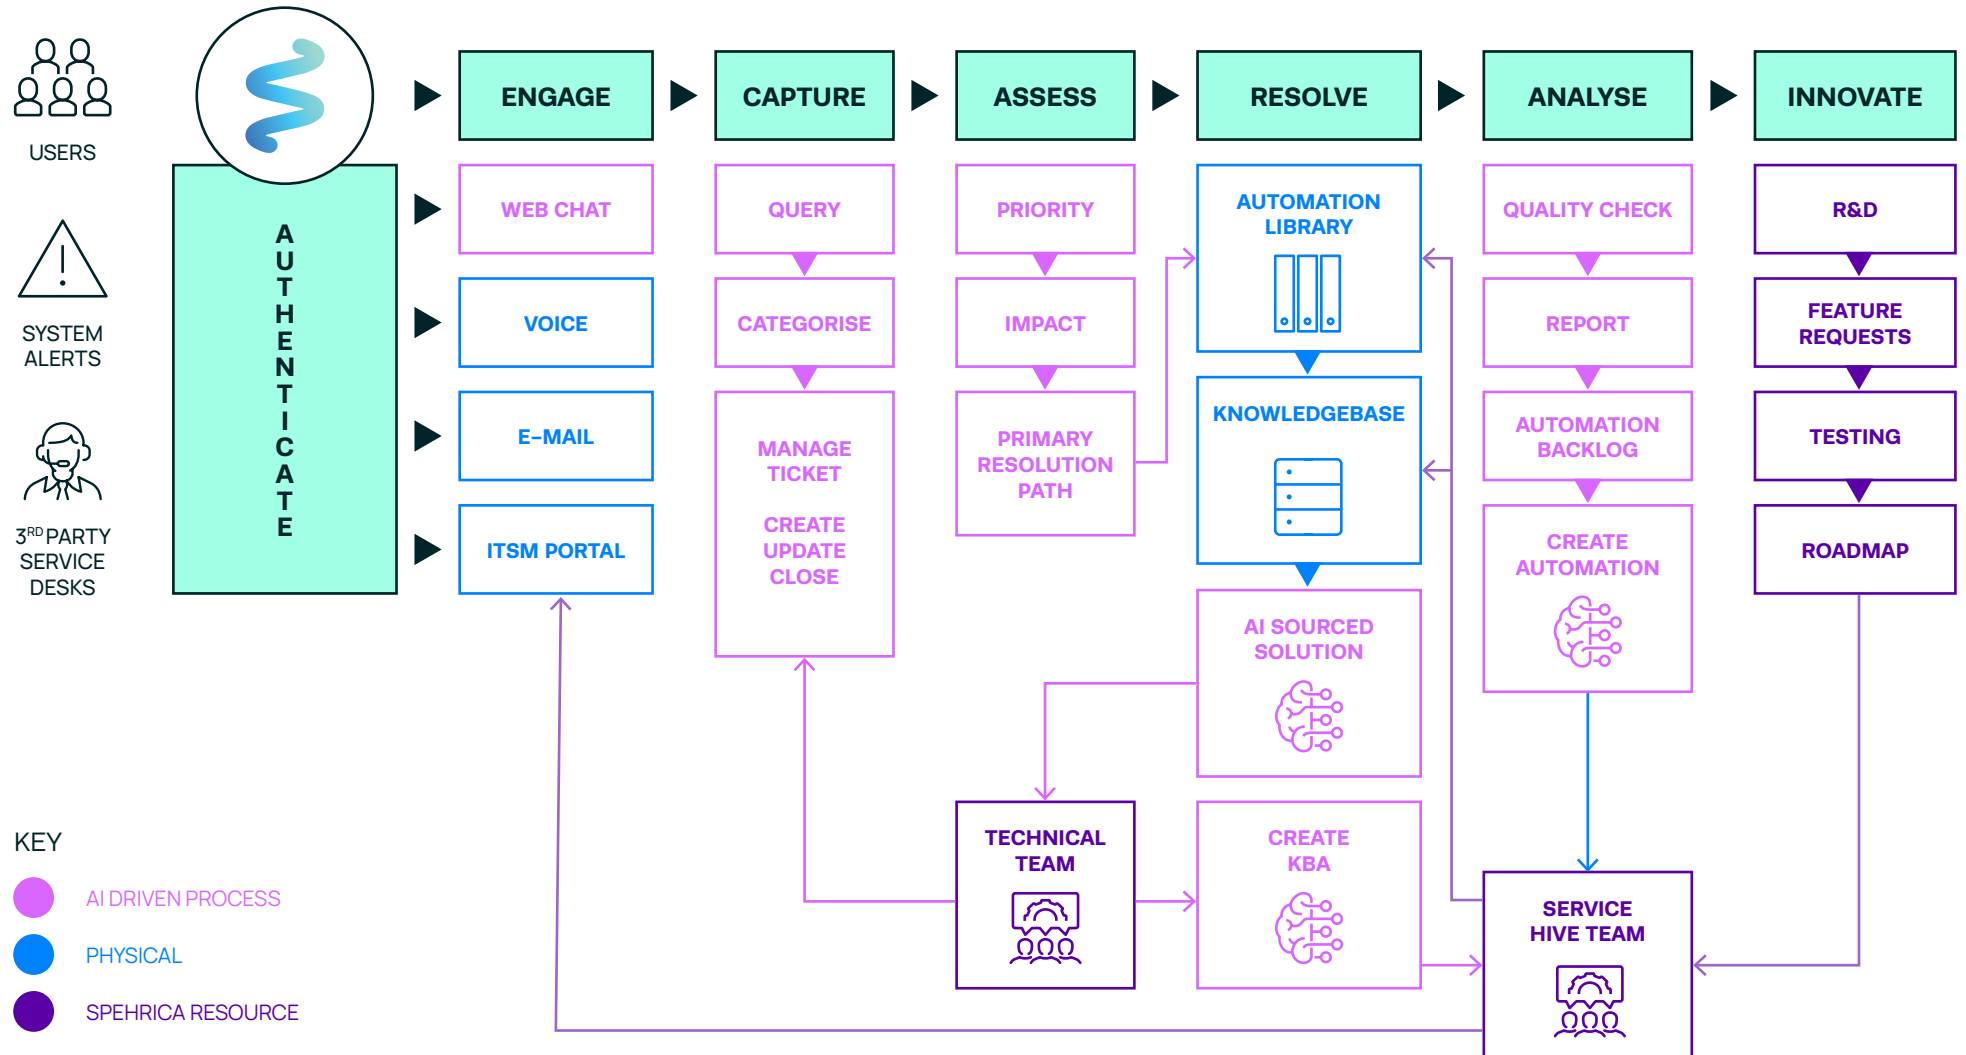 USERS
SYSTEM
ALERTS
3RD PARTY
SERVICE
DESKS
AUTHENTICATE
ENGAGE
WEB CHAT
VOICE
E-MAIL
ITSM PORTAL
CAPTURE
QUERY
CATEGORISE
MANAGE
TICKET
CREATE
UPDATE
CLOSE
ASSESS
PRIORITY
IMPACT
PRIMARY
RESOLUTION
PATH
TECHNICAL
TEAM
RESOLVE
AUTOMATION
LIBRARY
KNOWLEDGEBASE
AI SOURCED
SOLUTION
CREATE
KBA
ANALYSE
QUALITY CHECK
REPORT
AUTOMATION
BACKLOG
CREATE
AUTOMATION
SERVICE
HIVE TEAM
INNOVATE
R&D
FEATURE
REQUESTS
TESTING
ROADMAP
KEY
AI DRIVEN PROCESS
PHYSICAL
SPEHRICA RESOURCE